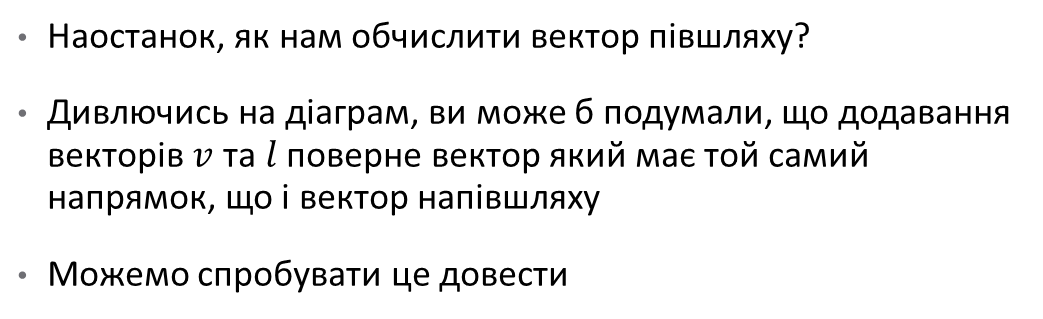 • Наостанок, як нам обчислити вектор півшляху?
• Дивлючись на діаграм, ви може б подумали, що додавання
векторів 𝑣 та 𝑙 поверне вектор який має той самий
напрямок, що і вектор напівшляху
• Можемо спробувати це довести